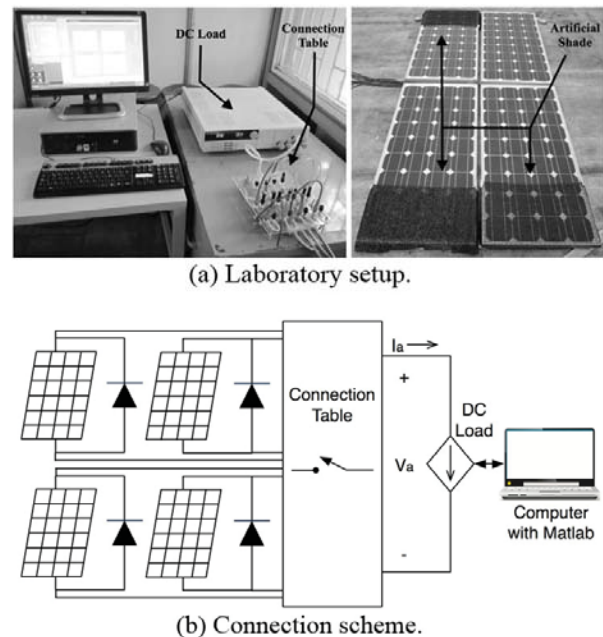 DC Load
Connection
Table
Artificial
Shade
(a) Laboratory setup.
Connection
Table
Ia
+
Va
-
DC
Load
Computer
with Matlab
(b) Connection scheme.